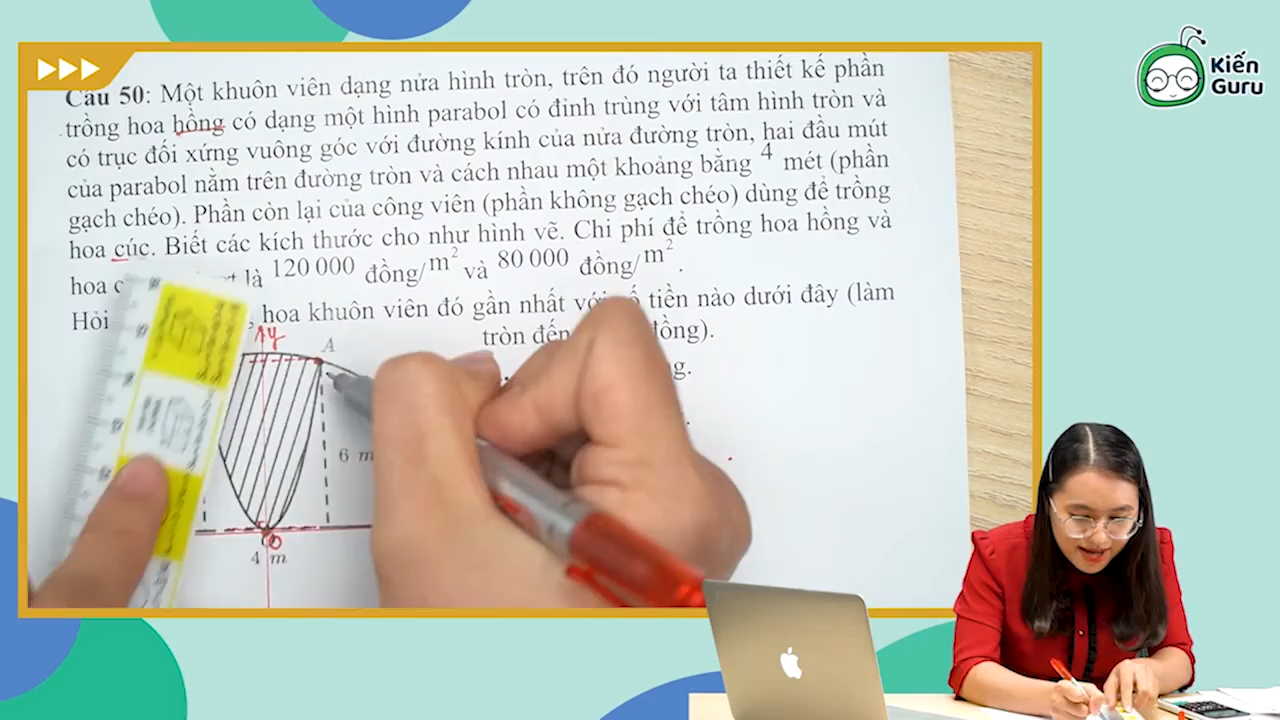 Kiến
Guru
Câu 50: Một khuôn viên dạng nửa hình tròn, trên đó người ta thiết kế phần
trồng hoa hồng có dạng một hình parabol có đỉnh trùng với tâm hình tròn và
có trục đối xứng vuông góc với đường kính của nửa đường tròn, hai đầu mút
của parabol nằm trên đường tròn và cách nhau một khoảng bằng 4 mét (phần
gạch chéo). Phần còn lại của công viên (phần không gạch chéo) dùng để trồng
hoa cúc. Biết các kích thước cho như hình vẽ. Chi phí để trồng hoa hồng và
hoa là 120 000 đồng/m² và 80 000 đồng/m².
Hỏi hoa khuôn viên đó gần nhất với tiền nào dưới đây (làm
tròn đến đồng).
y
A
6 m
O
4 m